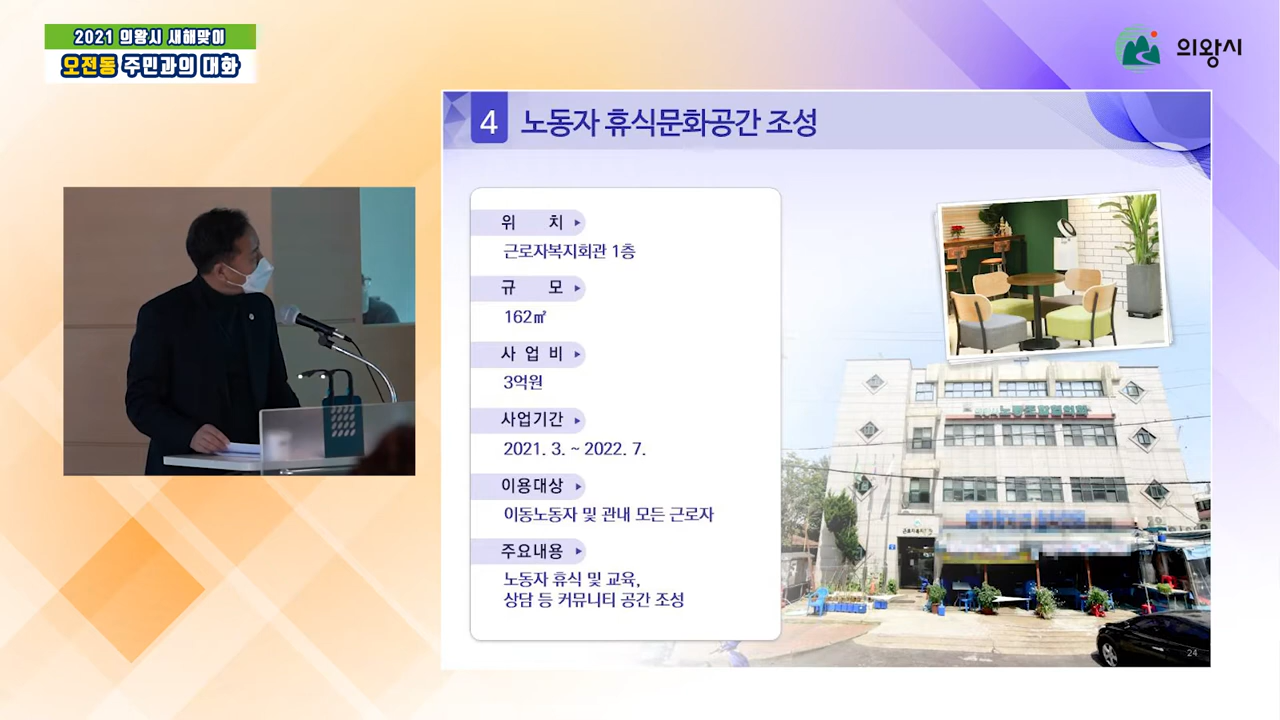 2021 의왕시 새해맞이
오전동 주민과의 대화
의왕시
4 노동자 휴식문화공간 조성
위 치
근로자복지회관 1층
규 모
162㎡
사 업 비
3억원
사업기간
2021. 3. ~ 2022. 7.
이용대상
이동노동자 및 관내 모든 근로자
주요내용
노동자 휴식 및 교육,
상담 등 커뮤니티 공간 조성
24